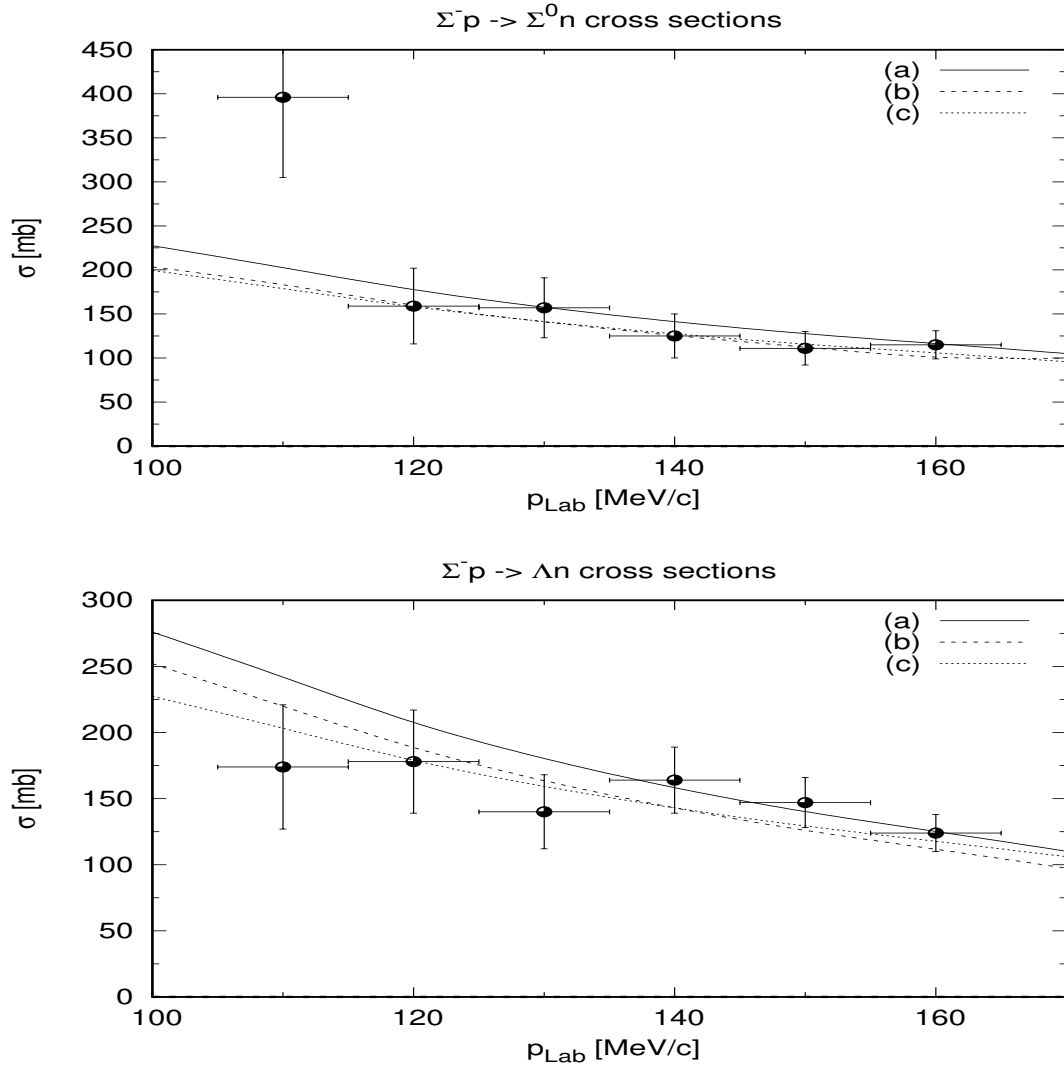 Σ⁻p -> Σ⁰n cross sections
450
400
350
300
250
200
150
100
50
0
σ [mb]
(a)
(b)
(c)
100 120 140 160
p_Lab [MeV/c]
Σ⁻p -> Λn cross sections
300
250
200
150
100
50
0
σ [mb]
(a)
(b)
(c)
100 120 140 160
p_Lab [MeV/c]